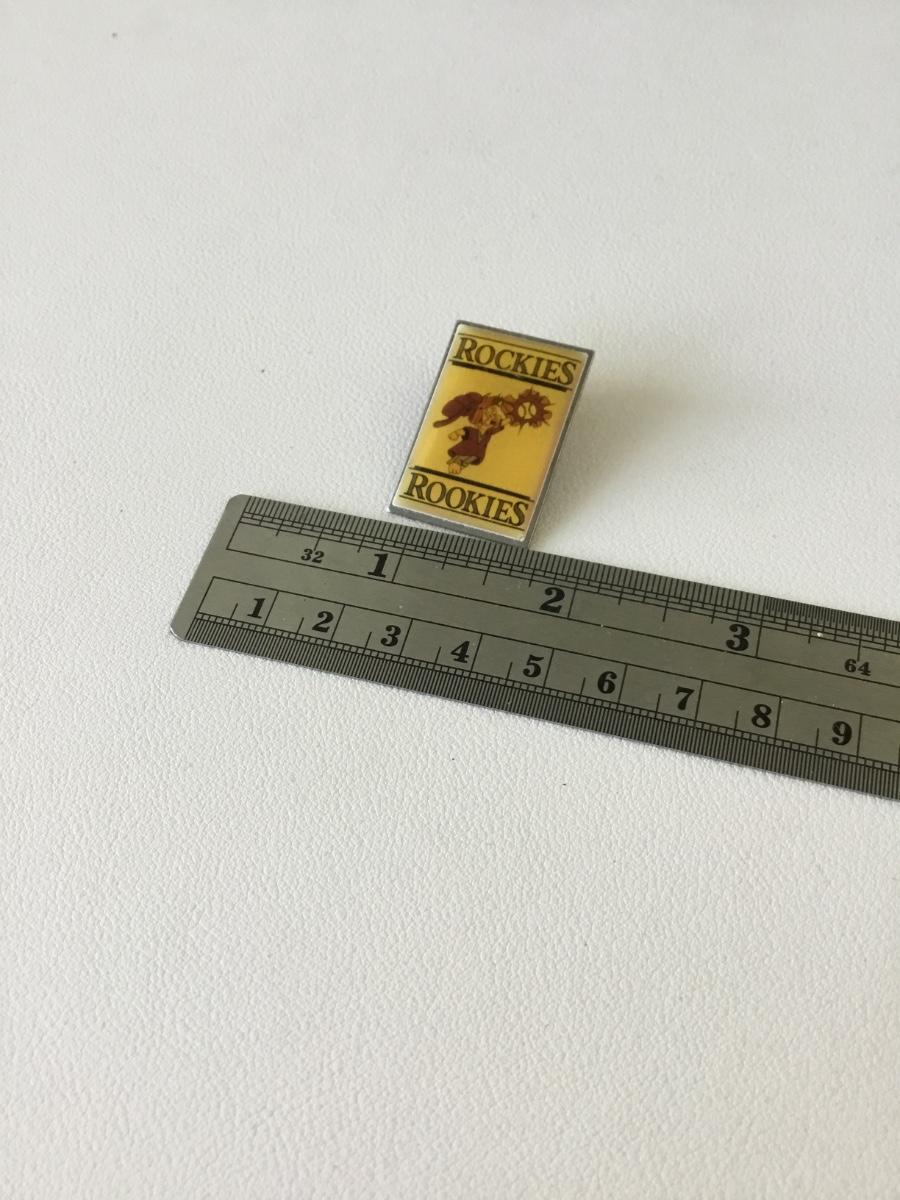 ROCKIES
ROOKIES
32 1 2 3 64
1 2 3 4 5 6 7 8 9